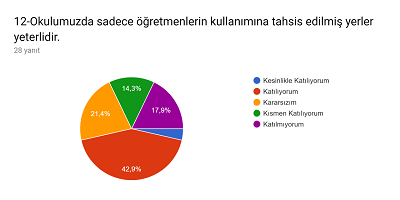 12-Okulumuzda sadece öğretmenlerin kullanımına tahsis edilmiş yerler
yeterlidir.
28 yanıt
Kesinlikle Katılıyorum
Katılıyorum
Kararsızım
Kısmen Katılıyorum
Katılmıyorum
14,3%
17,9%
21,4%
42,9%